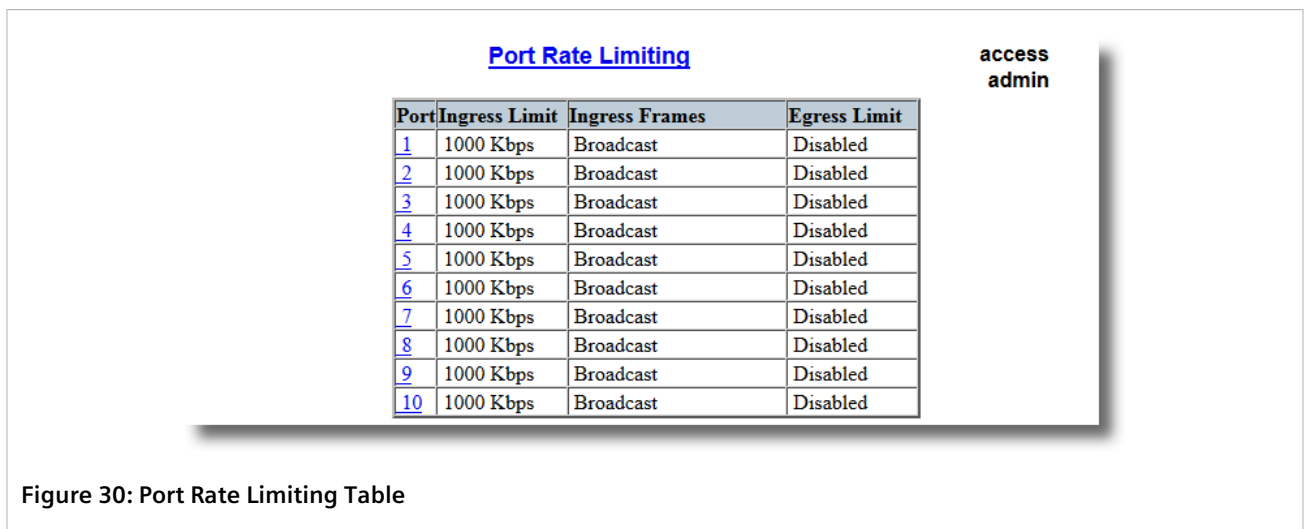 Port Rate Limiting
access
admin
Port Ingress Limit Ingress Frames Egress Limit
1 1000 Kbps Broadcast Disabled
2 1000 Kbps Broadcast Disabled
3 1000 Kbps Broadcast Disabled
4 1000 Kbps Broadcast Disabled
5 1000 Kbps Broadcast Disabled
6 1000 Kbps Broadcast Disabled
7 1000 Kbps Broadcast Disabled
8 1000 Kbps Broadcast Disabled
9 1000 Kbps Broadcast Disabled
10 1000 Kbps Broadcast Disabled
Figure 30: Port Rate Limiting Table